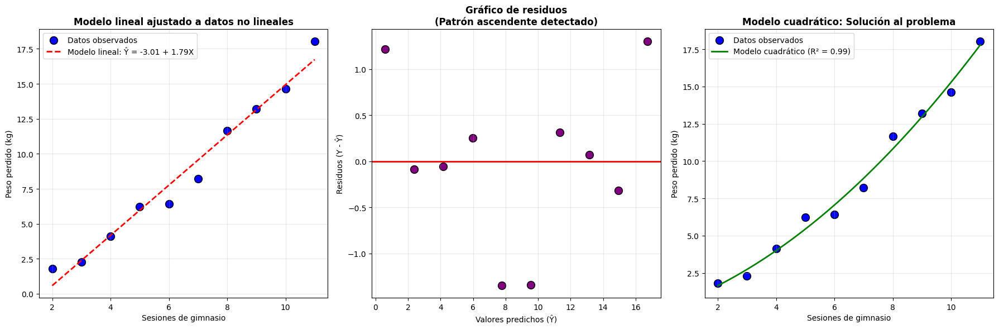 Modelo lineal ajustado a datos no lineales
Datos observados
Modelo lineal: Ŷ = -3.01 + 1.79X
17.5
15.0
12.5
10.0
7.5
5.0
2.5
0.0
Peso perdido (kg)
2 4 6 8 10
Sesiones de gimnasio
Gráfico de residuos
(Patrón ascendente detectado)
1.0
0.5
0.0
−0.5
−1.0
Residuos (Y - Ŷ)
0 2 4 6 8 10 12 14 16
Valores predichos (Ŷ)
Modelo cuadrático: Solución al problema
Datos observados
Modelo cuadrático (R² = 0.99)
17.5
15.0
12.5
10.0
7.5
5.0
2.5
Peso perdido (kg)
2 4 6 8 10
Sesiones de gimnasio